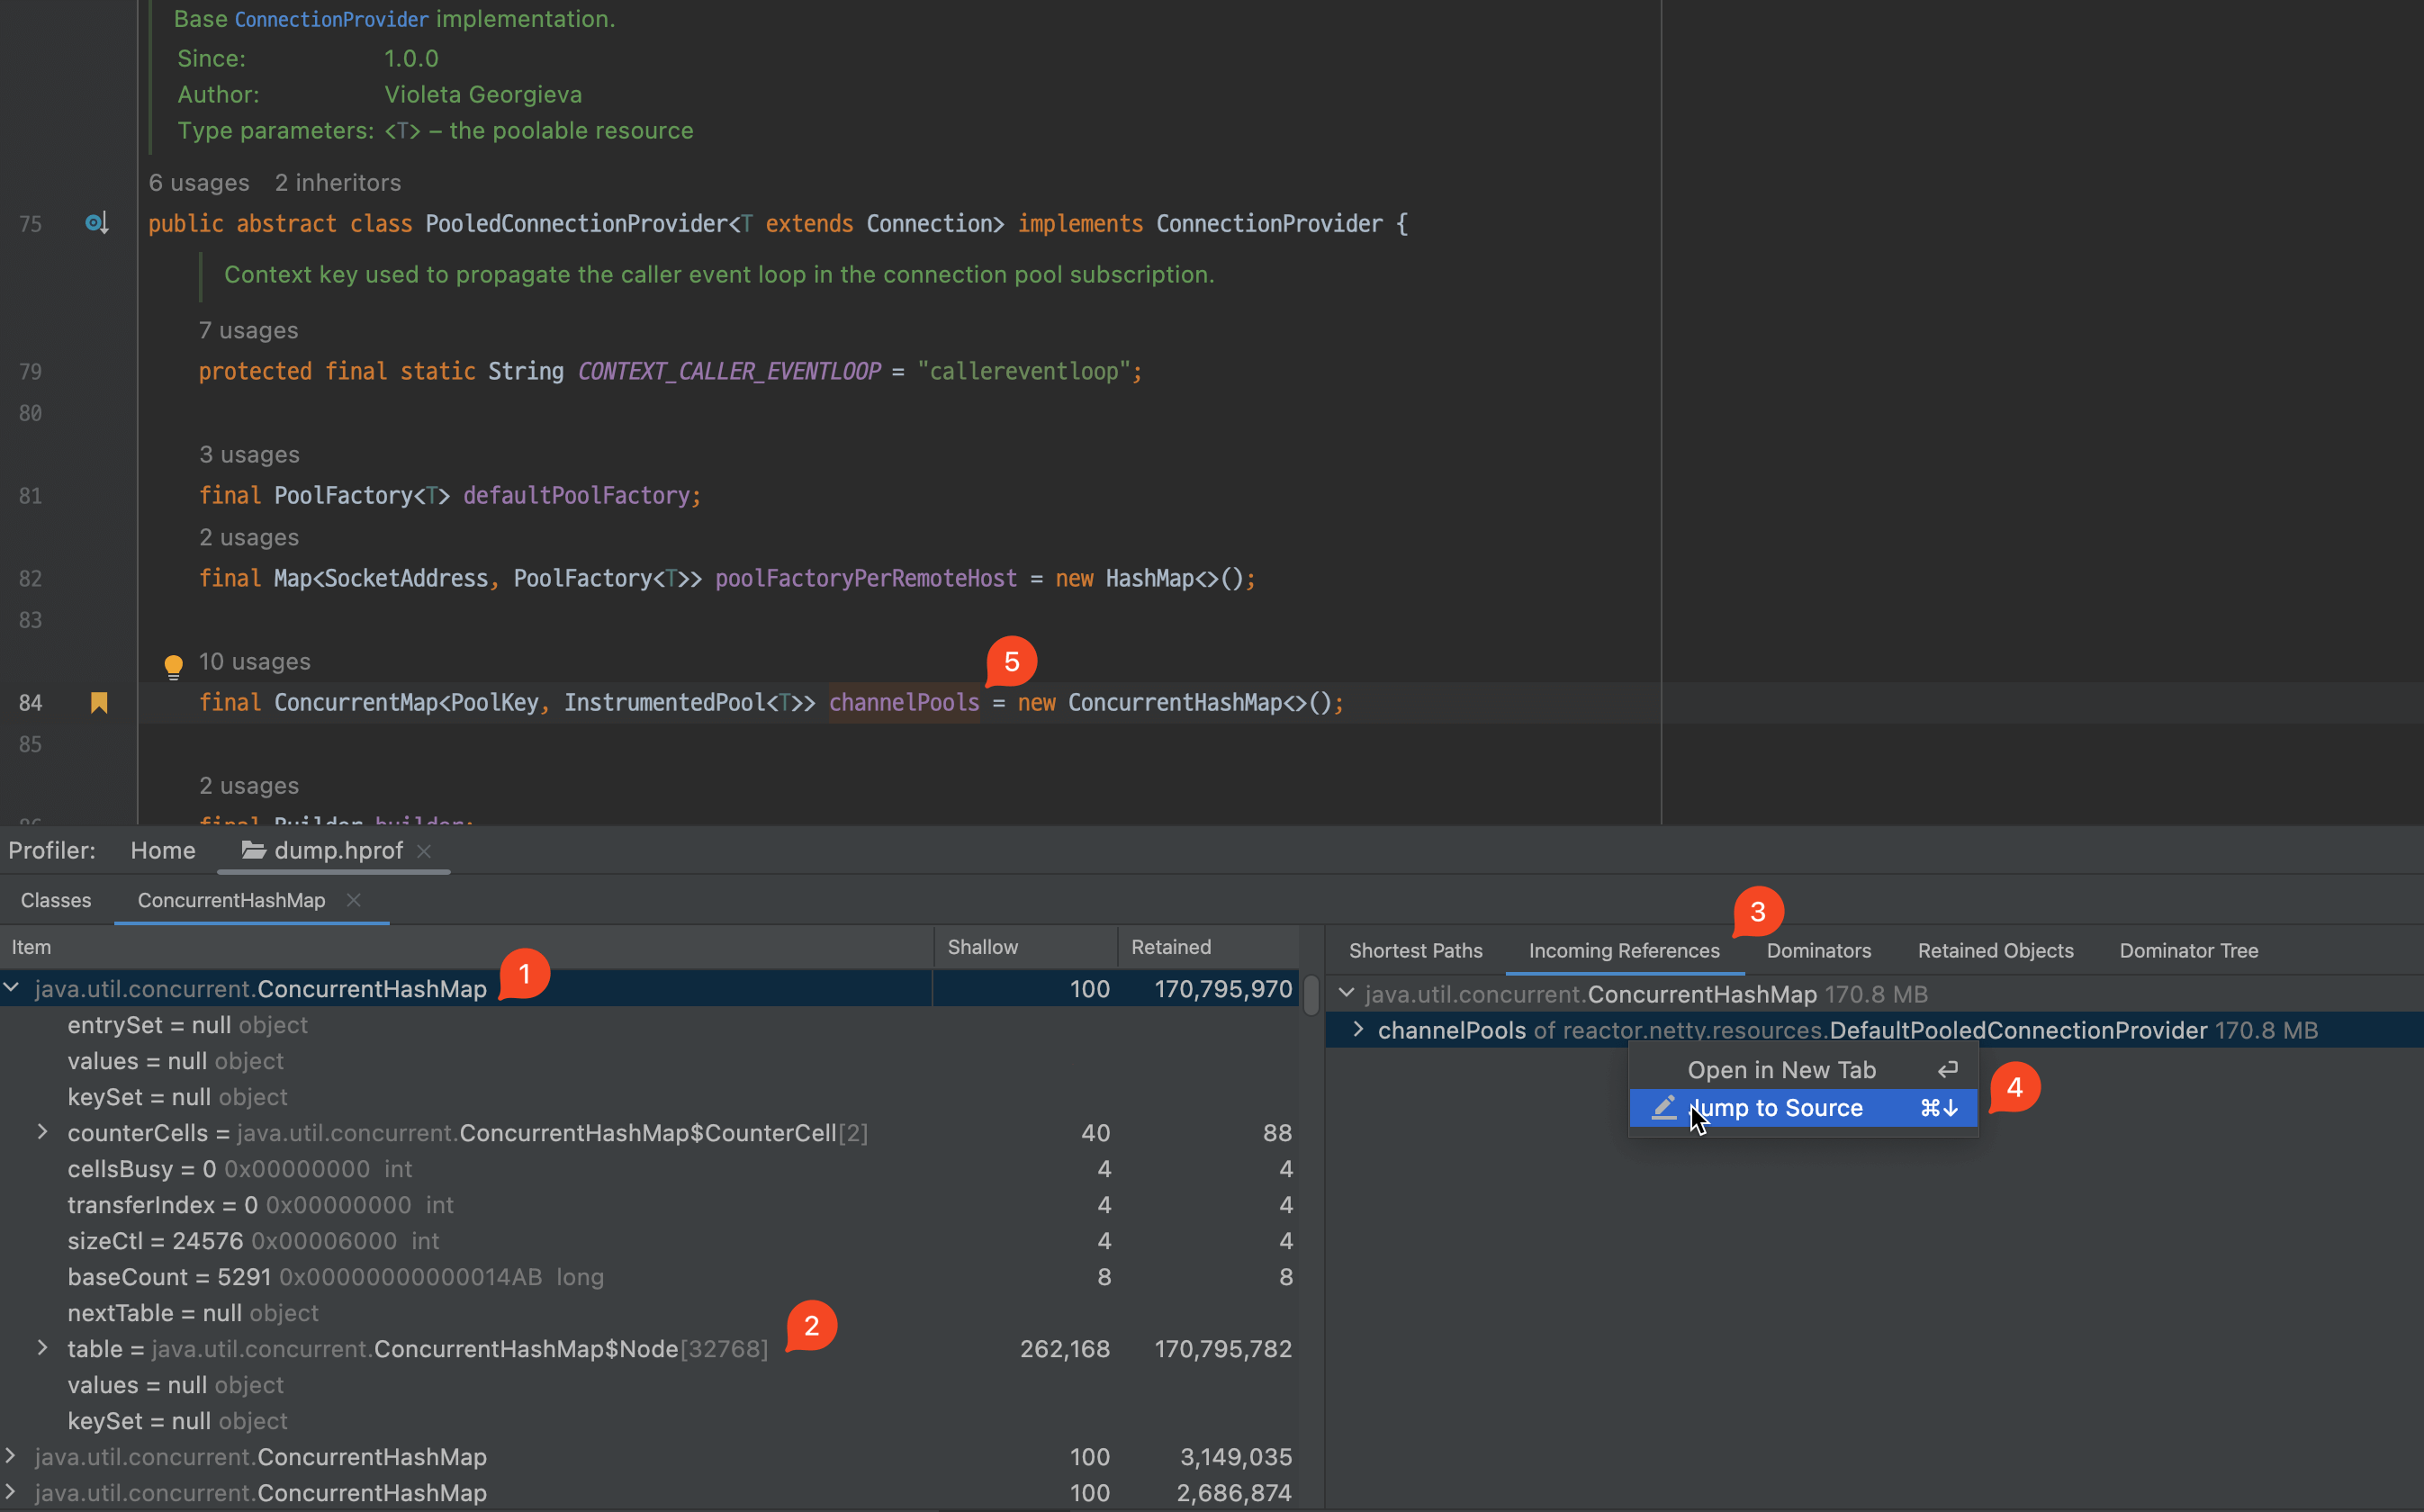 Base ConnectionProvider implementation.
Since: 1.0.0
Author: Violeta Georgieva
Type parameters: <T> – the poolable resource
6 usages 2 inheritors
75 public abstract class PooledConnectionProvider<T extends Connection> implements ConnectionProvider {
Context key used to propagate the caller event loop in the connection pool subscription.
7 usages
79 protected final static String CONTEXT_CALLER_EVENTLOOP = "callereventloop";
80
3 usages
81 final PoolFactory<T> defaultPoolFactory;
2 usages
82 final Map<SocketAddress, PoolFactory<T>> poolFactoryPerRemoteHost = new HashMap<>();
83
10 usages 5
84 final ConcurrentMap<PoolKey, InstrumentedPool<T>> channelPools = new ConcurrentHashMap<>();
85
2 usages
86 final Builder builder;
Profiler: Home dump.hprof
Classes ConcurrentHashMap
Item Shallow Retained
1
java.util.concurrent.ConcurrentHashMap 100 170,795,970
entrySet = null object
values = null object
keySet = null object
counterCells = java.util.concurrent.ConcurrentHashMap$CounterCell[2] 40 88
cellsBusy = 0 0x00000000 int 4 4
transferIndex = 0 0x00000000 int 4 4
sizeCtl = 24576 0x00006000 int 4 4
baseCount = 5291 0x00000000000014AB long 8 8
nextTable = null object
2
table = java.util.concurrent.ConcurrentHashMap$Node[32768] 262,168 170,795,782
values = null object
keySet = null object
java.util.concurrent.ConcurrentHashMap 100 3,149,035
java.util.concurrent.ConcurrentHashMap 100 2,686,874
3
Shortest Paths Incoming References Dominators Retained Objects Dominator Tree
java.util.concurrent.ConcurrentHashMap 170.8 MB
channelPools of reactor.netty.resources.DefaultPooledConnectionProvider 170.8 MB
Open in New Tab ↩
Jump to Source ⌘↓
4